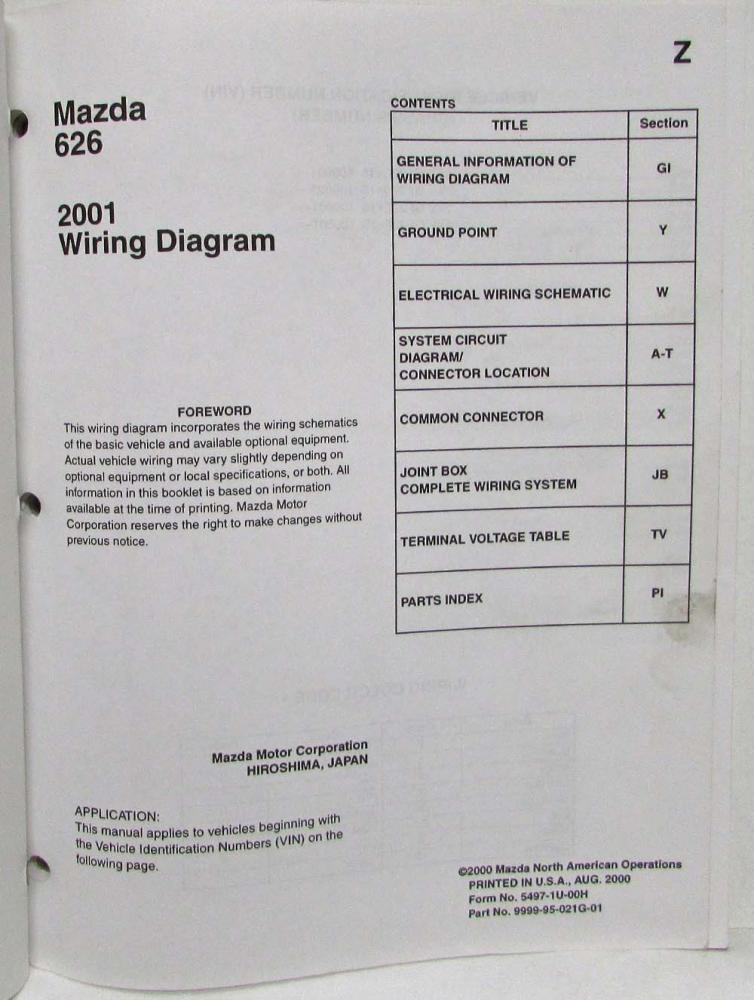 Z
Mazda
626
2001
Wiring Diagram
FOREWORD
This wiring diagram incorporates the wiring schematics
of the basic vehicle and available optional equipment.
Actual vehicle wiring may vary slightly depending on
optional equipment or local specifications, or both. All
information in this booklet is based on information
available at the time of printing. Mazda Motor
Corporation reserves the right to make changes without
previous notice.
Mazda Motor Corporation
HIROSHIMA, JAPAN
APPLICATION:
This manual applies to vehicles beginning with
the Vehicle Identification Numbers (VIN) on the
following page.
CONTENTS
TITLE Section
GENERAL INFORMATION OF
WIRING DIAGRAM GI
GROUND POINT Y
ELECTRICAL WIRING SCHEMATIC W
SYSTEM CIRCUIT
DIAGRAM/ A-T
CONNECTOR LOCATION
COMMON CONNECTOR X
JOINT BOX JB
COMPLETE WIRING SYSTEM
TERMINAL VOLTAGE TABLE TV
PARTS INDEX PI
©2000 Mazda North American Operations
PRINTED IN U.S.A., AUG. 2000
Form No. 5497-1U-00H
Part No. 9999-95-021G-01